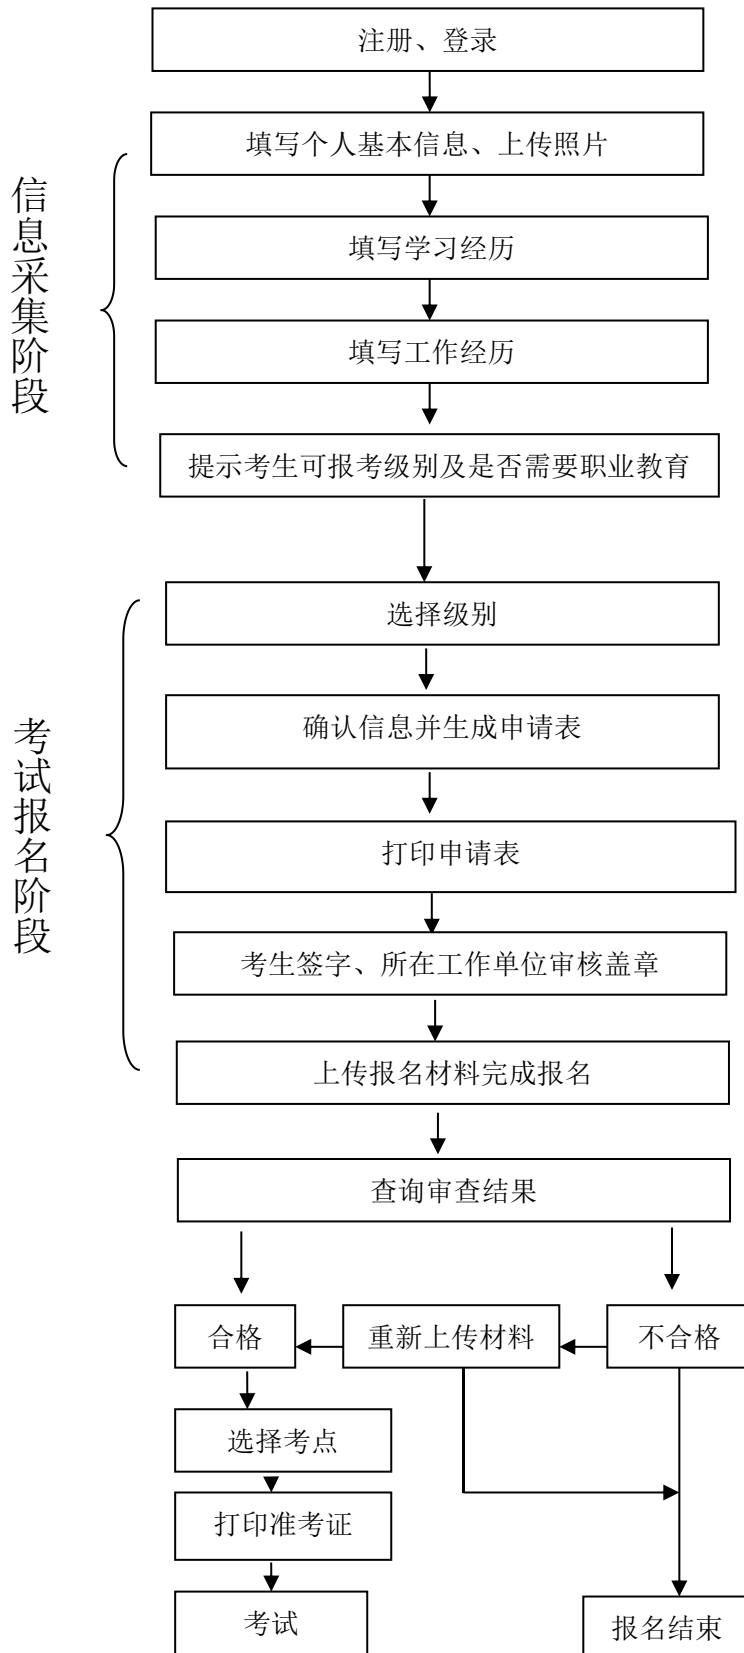 注册、登录
填写个人基本信息、上传照片
信息采集阶段
填写学习经历
填写工作经历
提示考生可报考级别及是否需要职业教育
选择级别
考试报名阶段
确认信息并生成申请表
打印申请表
考生签字、所在工作单位审核盖章
上传报名材料完成报名
查询审查结果
合格
重新上传材料
不合格
选择考点
打印准考证
考试
报名结束